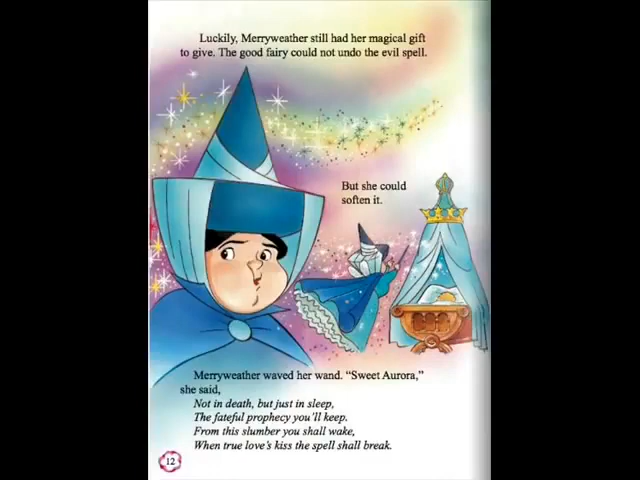 Luckily, Merryweather still had her magical gift
to give. The good fairy could not undo the evil spell.
But she could
soften it.
Merryweather waved her wand. “Sweet Aurora,”
she said,
Not in death, but just in sleep,
The fateful prophecy you'll keep.
From this slumber you shall wake,
When true love's kiss the spell shall break.
12